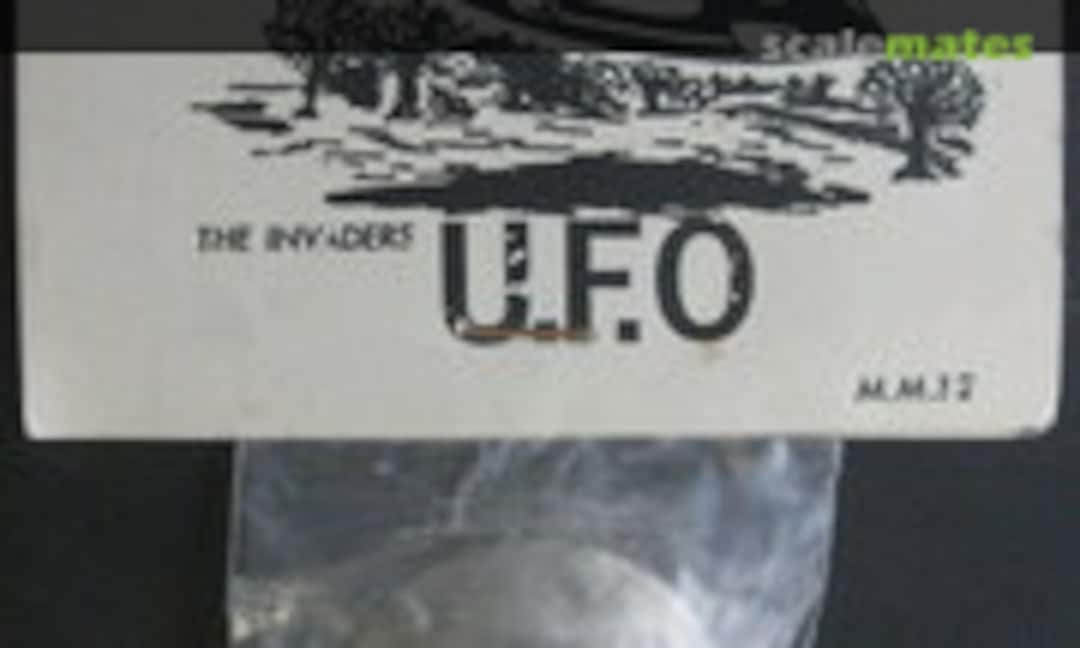 scalemates
THE INVADERS U.F.O
M.M.12